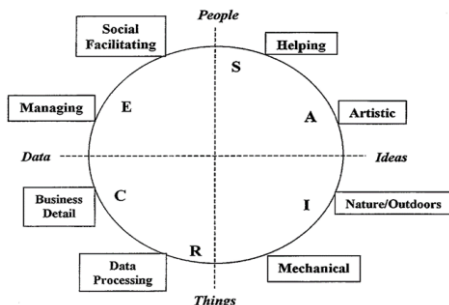 People
Social
Facilitating
Helping
S
Managing
E
A
Artistic
Data
Ideas
Business
Detail
C
I
Nature/Outdoors
R
Data
Processing
Mechanical
Things